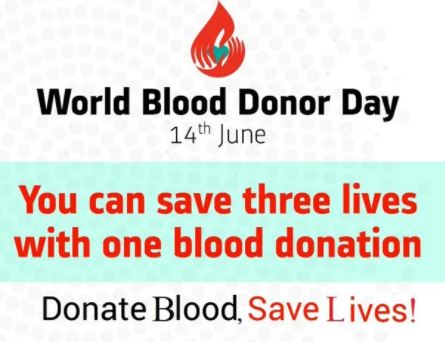 World Blood Donor Day
14th June
You can save three lives
with one blood donation
Donate Blood, Save Lives!